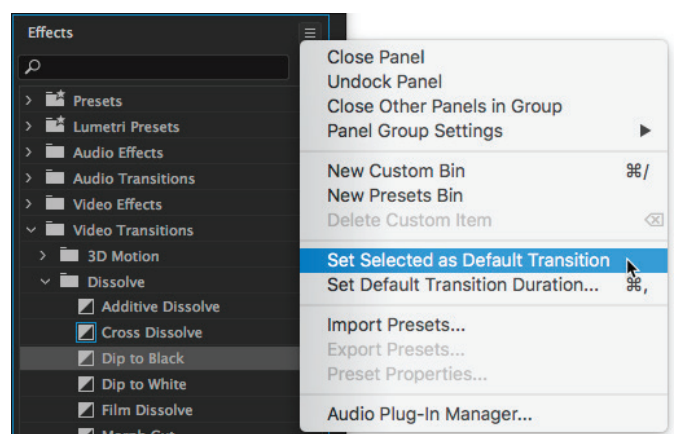 Effects
Presets
Lumetri Presets
Audio Effects
Audio Transitions
Video Effects
Video Transitions
3D Motion
Dissolve
Additive Dissolve
Cross Dissolve
Dip to Black
Dip to White
Film Dissolve
Morph Cut
Close Panel
Undock Panel
Close Other Panels in Group
Panel Group Settings
New Custom Bin ⌘/
New Presets Bin
Delete Custom Item ⌫
Set Selected as Default Transition
Set Default Transition Duration... ⌘,
Import Presets...
Export Presets...
Preset Properties...
Audio Plug-In Manager...